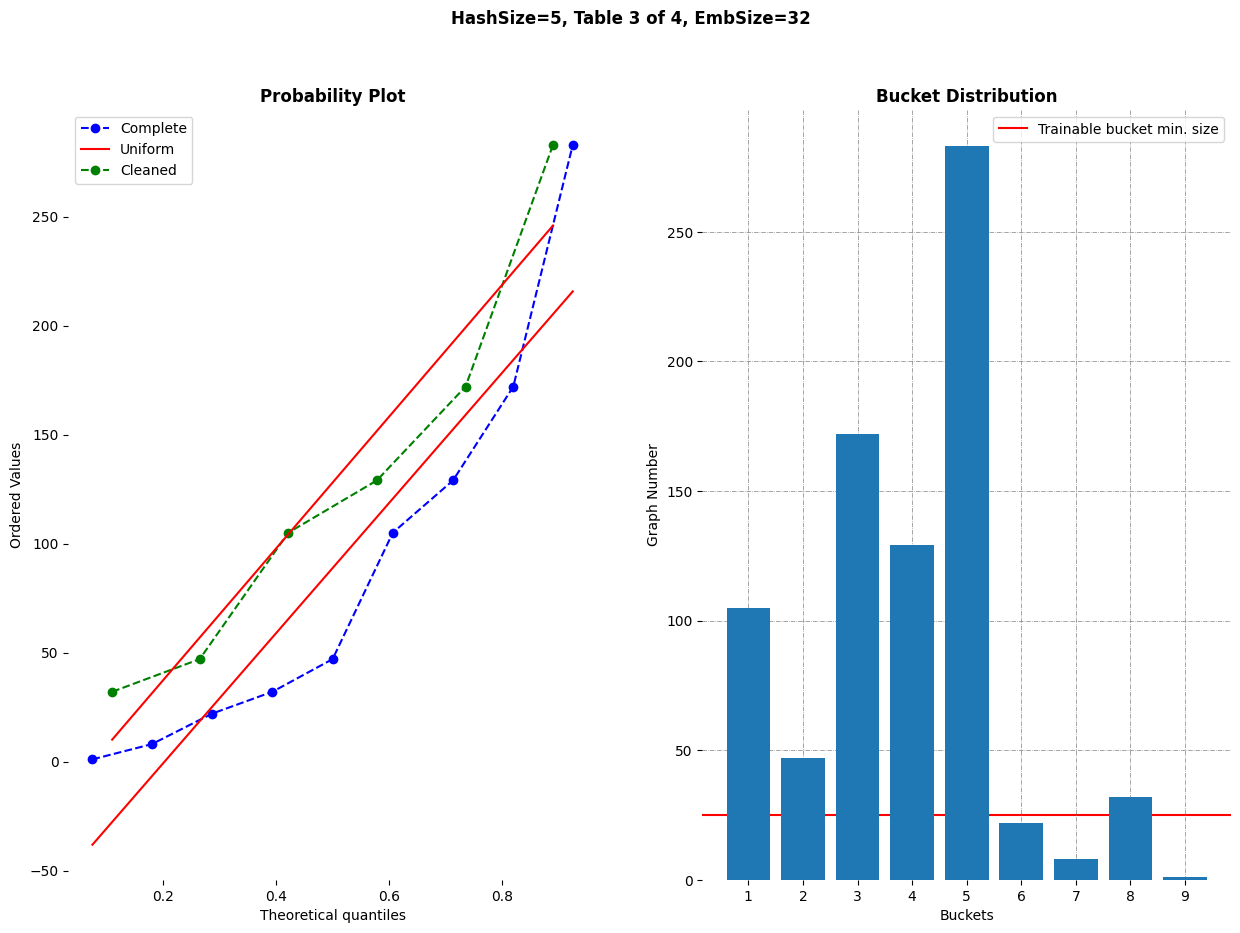 HashSize=5, Table 3 of 4, EmbSize=32
Probability Plot
Complete
Uniform
Cleaned
250
200
150
100
50
0
−50
Ordered Values
0.2 0.4 0.6 0.8
Theoretical quantiles
Bucket Distribution
Trainable bucket min. size
250
200
150
100
50
0
Graph Number
1 2 3 4 5 6 7 8 9
Buckets